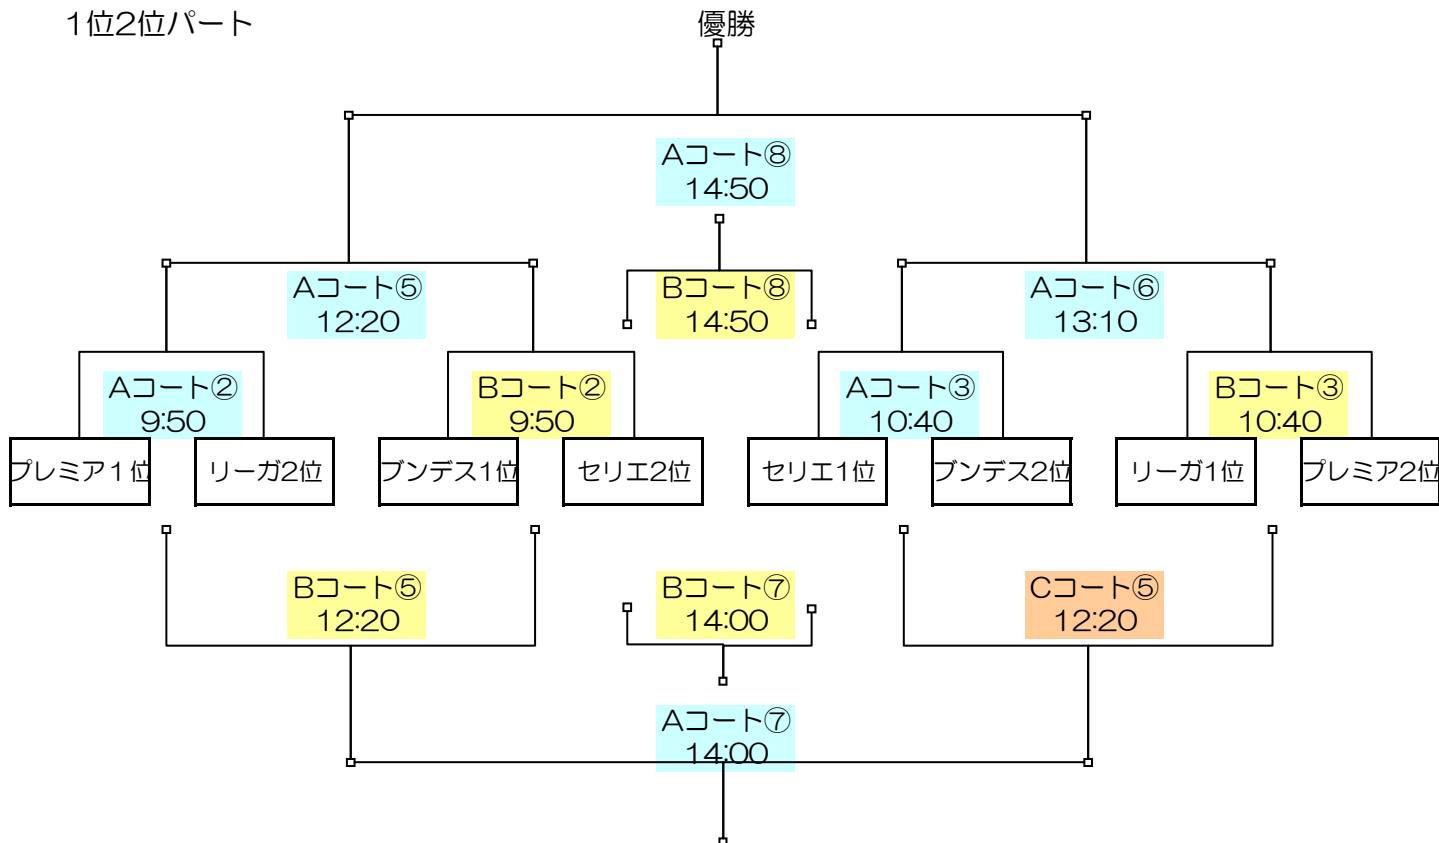 1位2位パート
優勝
Aコート⑧
14:50
Aコート⑤
12:20
Bコート⑧
14:50
Aコート⑥
13:10
Aコート②
9:50
Bコート②
9:50
Aコート③
10:40
Bコート③
10:40
プレミア1位
リーガ2位
ブンデス1位
セリエ2位
セリエ1位
ブンデス2位
リーガ1位
プレミア2位
Bコート⑤
12:20
Bコート⑦
14:00
Cコート⑤
12:20
Aコート⑦
14:00